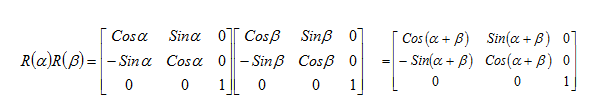 R(α)R(β)= [ Cosα Sinα 0 ] [ Cosβ Sinβ 0 ] = [ Cos(α + β) Sin(α + β) 0 ]
[ − Sinα Cosα 0 ] [ − Sinβ Cosβ 0 ] [ − Sin(α + β) Cos(α + β) 0 ]
[ 0 0 1 ] [ 0 0 1 ] [ 0 0 1 ]